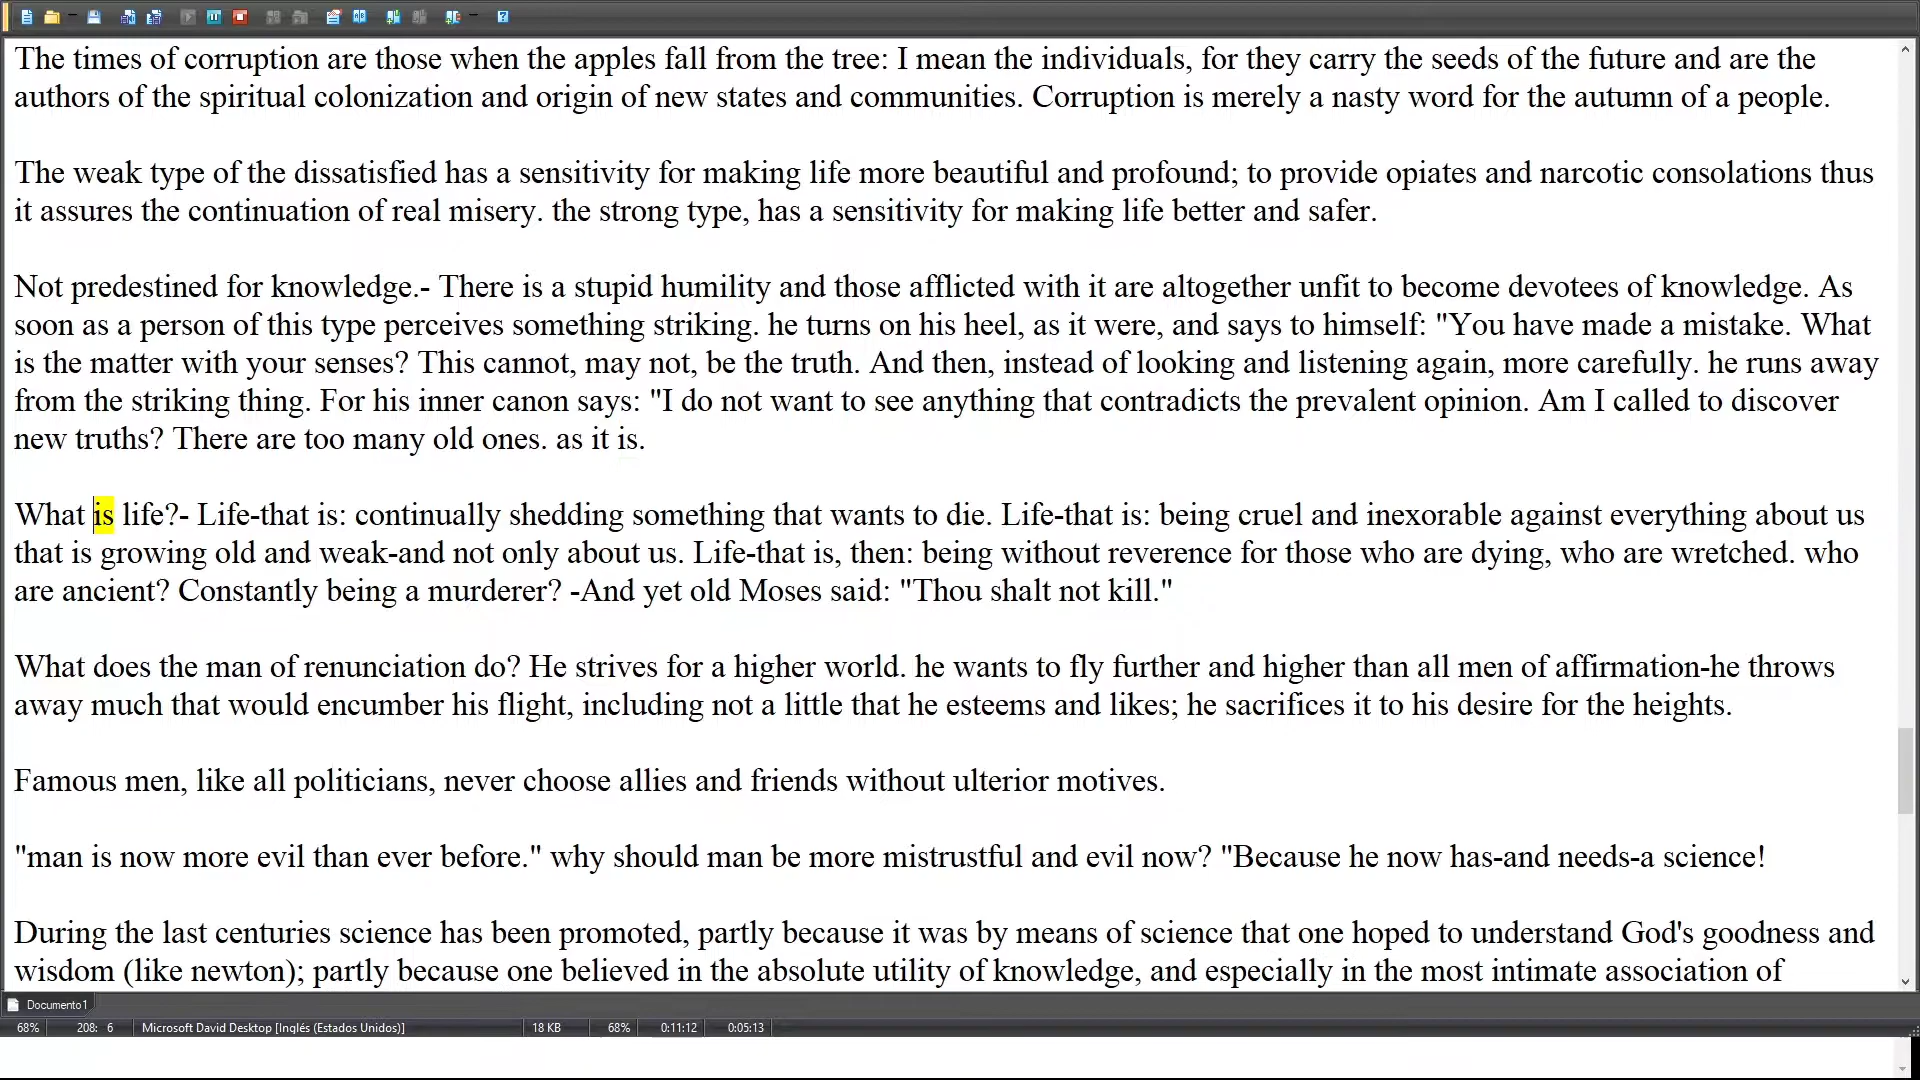 The times of corruption are those when the apples fall from the tree: I mean the individuals, for they carry the seeds of the future and are the
authors of the spiritual colonization and origin of new states and communities. Corruption is merely a nasty word for the autumn of a people.
The weak type of the dissatisfied has a sensitivity for making life more beautiful and profound; to provide opiates and narcotic consolations thus
it assures the continuation of real misery. the strong type, has a sensitivity for making life better and safer.
Not predestined for knowledge.- There is a stupid humility and those afflicted with it are altogether unfit to become devotees of knowledge. As
soon as a person of this type perceives something striking. he turns on his heel, as it were, and says to himself: "You have made a mistake. What
is the matter with your senses? This cannot, may not, be the truth. And then, instead of looking and listening again, more carefully. he runs away
from the striking thing. For his inner canon says: "I do not want to see anything that contradicts the prevalent opinion. Am I called to discover
new truths? There are too many old ones. as it is.
What is life?- Life-that is: continually shedding something that wants to die. Life-that is: being cruel and inexorable against everything about us
that is growing old and weak-and not only about us. Life-that is, then: being without reverence for those who are dying, who are wretched. who
are ancient? Constantly being a murderer? -And yet old Moses said: "Thou shalt not kill."
What does the man of renunciation do? He strives for a higher world. he wants to fly further and higher than all men of affirmation-he throws
away much that would encumber his flight, including not a little that he esteems and likes; he sacrifices it to his desire for the heights.
Famous men, like all politicians, never choose allies and friends without ulterior motives.
"man is now more evil than ever before." why should man be more mistrustful and evil now? "Because he now has-and needs-a science!
During the last centuries science has been promoted, partly because it was by means of science that one hoped to understand God's goodness and
wisdom (like newton); partly because one believed in the absolute utility of knowledge, and especially in the most intimate association of
Documento1
68% 208: 6 Microsoft David Desktop [Inglés (Estados Unidos)] 18 KB 68% 0:11:12 0:05:13